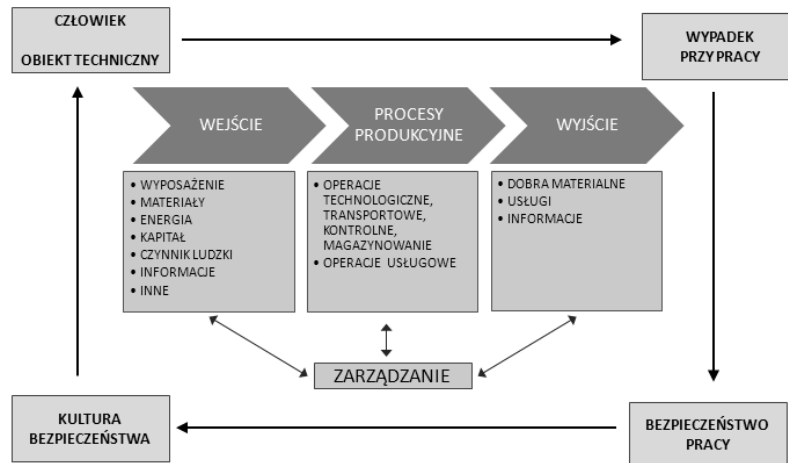 CZŁOWIEK
OBIEKT TECHNICZNY
WYPADEK
PRZY PRACY
WEJŚCIE
PROCESY
PRODUKCYJNE
WYJŚCIE
• WYPOSAŻENIE
• MATERIAŁY
• ENERGIA
• KAPITAŁ
• CZYNNIK LUDZKI
• INFORMACJE
• INNE
• OPERACJE
TECHNOLOGICZNE,
TRANSPORTOWE,
KONTROLNE,
MAGAZYNOWANIE
• OPERACJE USŁUGOWE
• DOBRA MATERIALNE
• USŁUGI
• INFORMACJE
ZARZĄDZANIE
KULTURA
BEZPIECZEŃSTWA
BEZPIECZEŃSTWO
PRACY